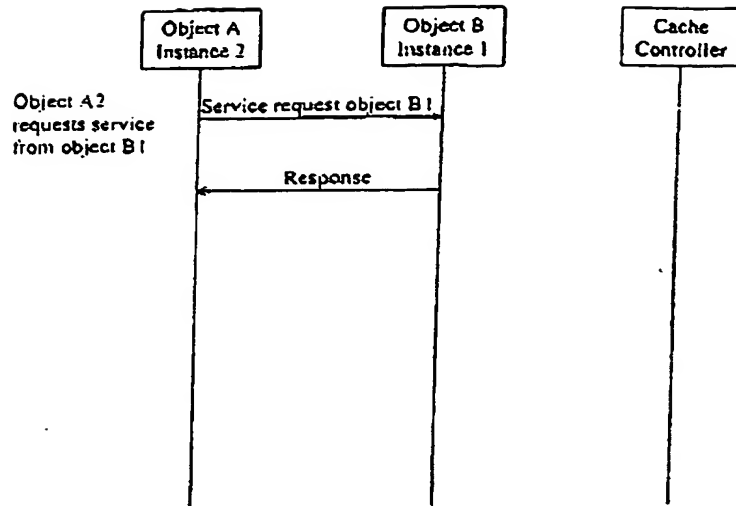 Object A
Instance 2
Object B
Instance 1
Cache
Controller
Object A2
requests service
from object B1
Service request object B1
Response